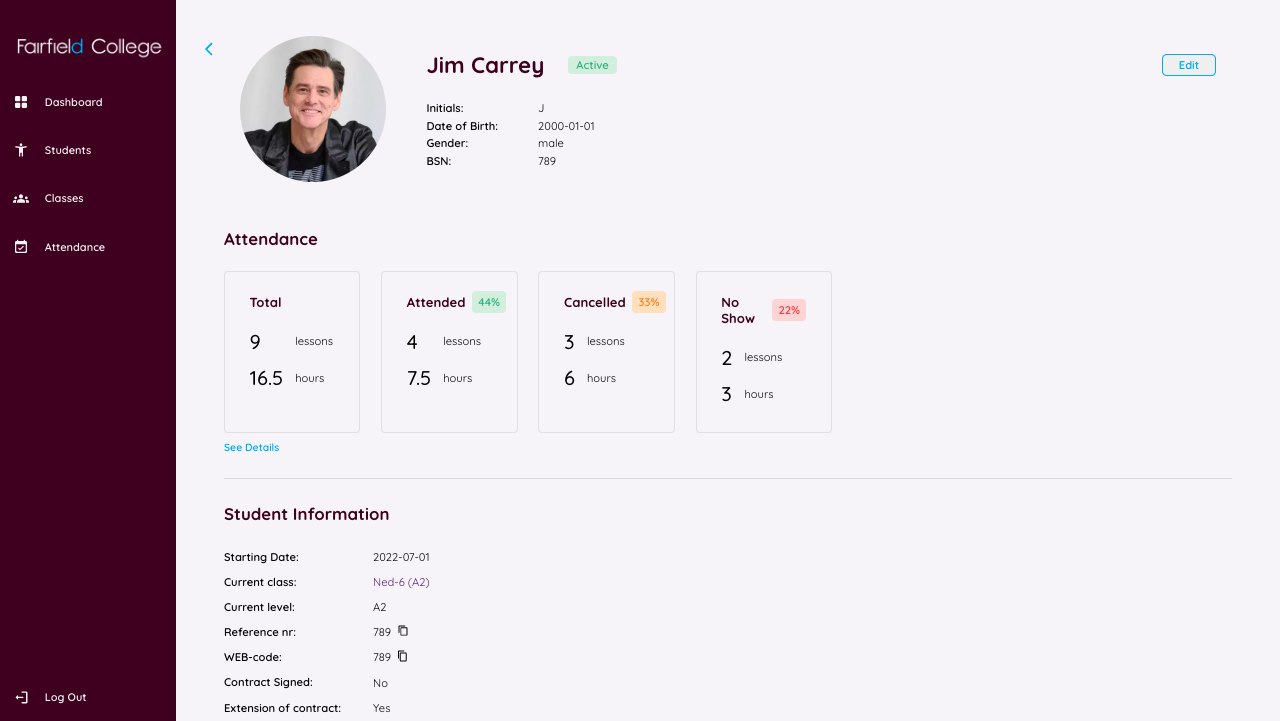 Fairfield College
Dashboard
Students
Classes
Attendance
Log Out
Jim Carrey Active
Edit
Initials: J
Date of Birth: 2000-01-01
Gender: male
BSN: 789
Attendance
Total
9 lessons
16.5 hours
Attended 44%
4 lessons
7.5 hours
Cancelled 33%
3 lessons
6 hours
No
Show 22%
2 lessons
3 hours
See Details
Student Information
Starting Date: 2022-07-01
Current class: Ned-6 (A2)
Current level: A2
Reference nr: 789
WEB-code: 789
Contract Signed: No
Extension of contract: Yes